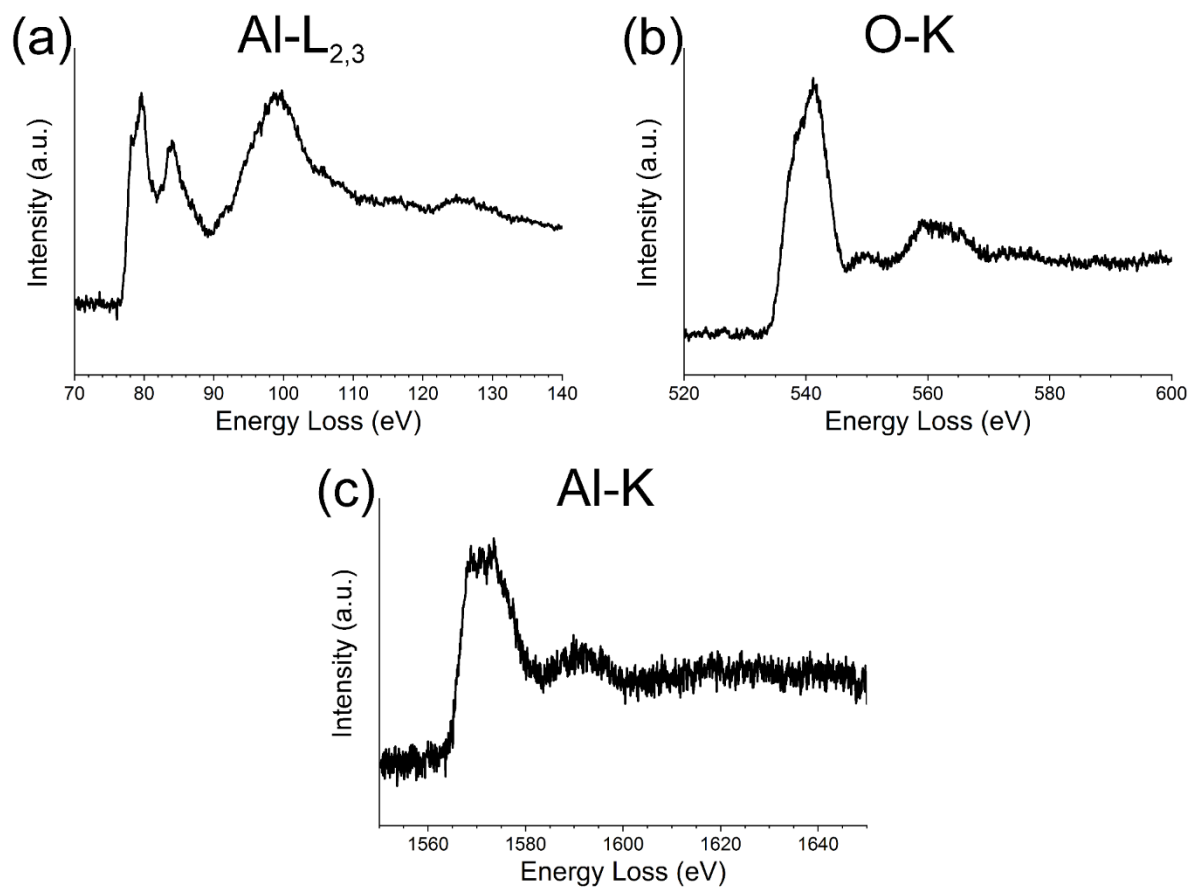 (a) Al-L2,3
Intensity (a.u.)
70 80 90 100 110 120 130 140
Energy Loss (eV)
(b) O-K
Intensity (a.u.)
520 540 560 580 600
Energy Loss (eV)
(c) Al-K
Intensity (a.u.)
1560 1580 1600 1620 1640
Energy Loss (eV)